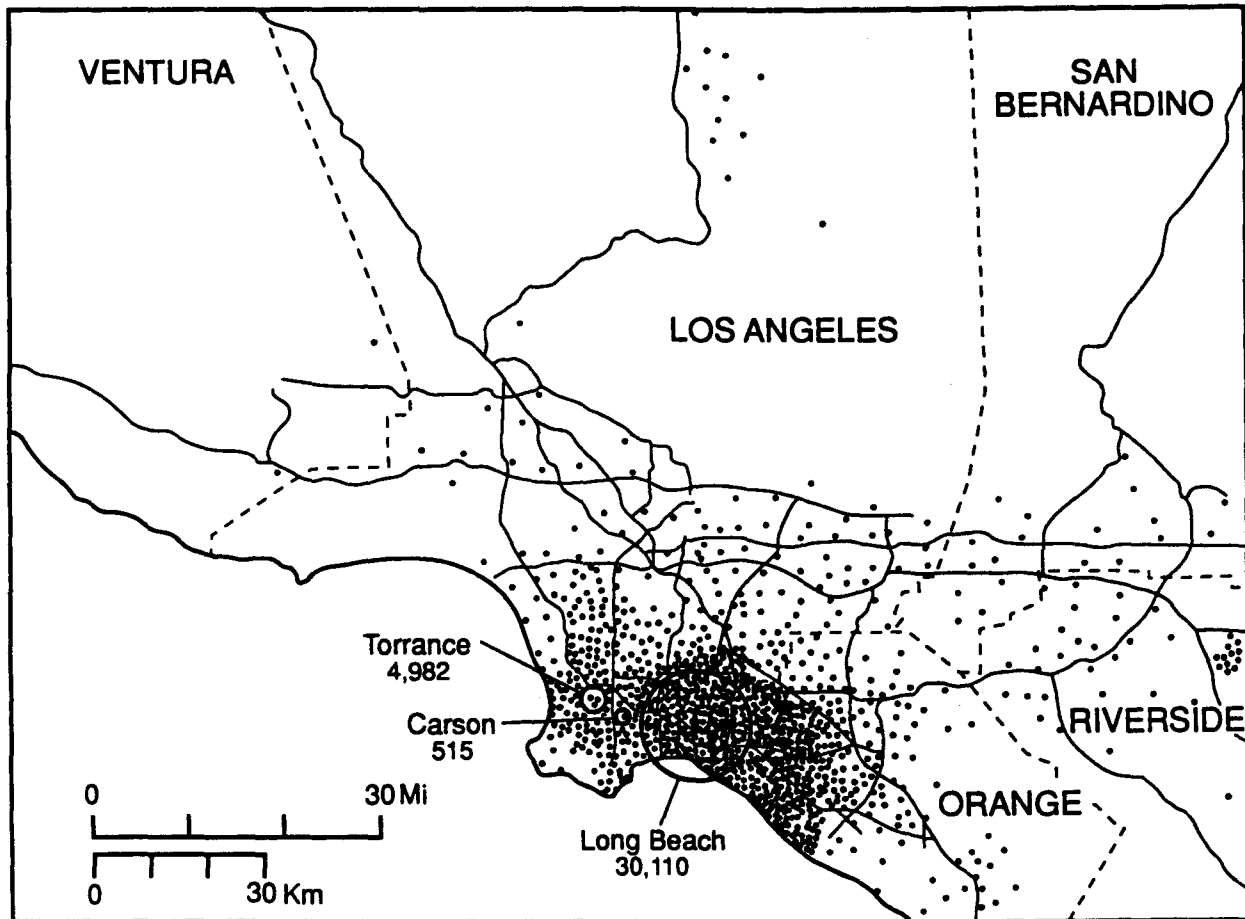 VENTURA
SAN
BERNARDINO
LOS ANGELES
Torrance
4,982
Carson
515
RIVERSIDE
ORANGE
0 30 Mi
Long Beach
30,110
0 30 Km